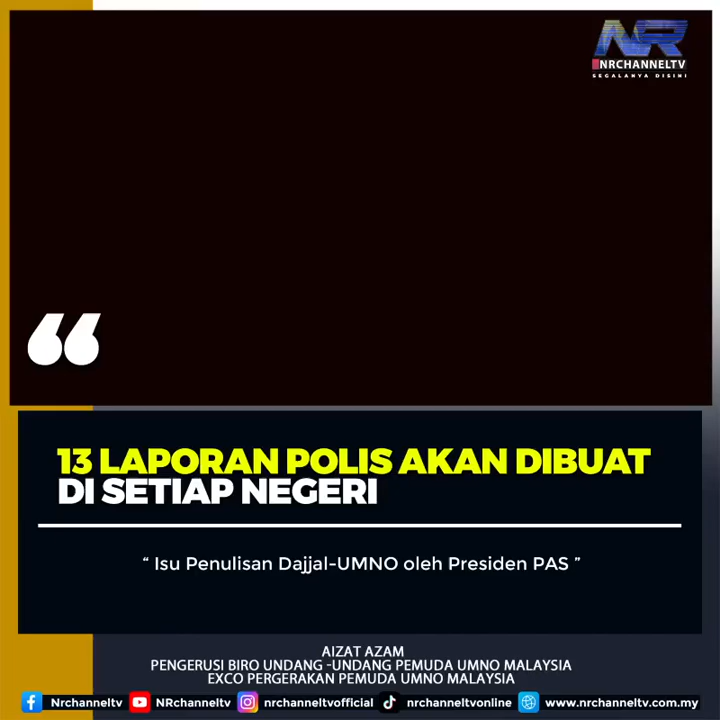 NR
NRCHANNELTV
SEGALANYA DISINI
“
13 LAPORAN POLIS AKAN DIBUAT
DI SETIAP NEGERI
“ Isu Penulisan Dajjal-UMNO oleh Presiden PAS ”
AIZAT AZAM
PENGERUSI BIRO UNDANG -UNDANG PEMUDA UMNO MALAYSIA
EXCO PERGERAKAN PEMUDA UMNO MALAYSIA
Nrchanneltv NRchanneltv nrchanneltvofficial nrchanneltvonline www.nrchanneltv.com.my